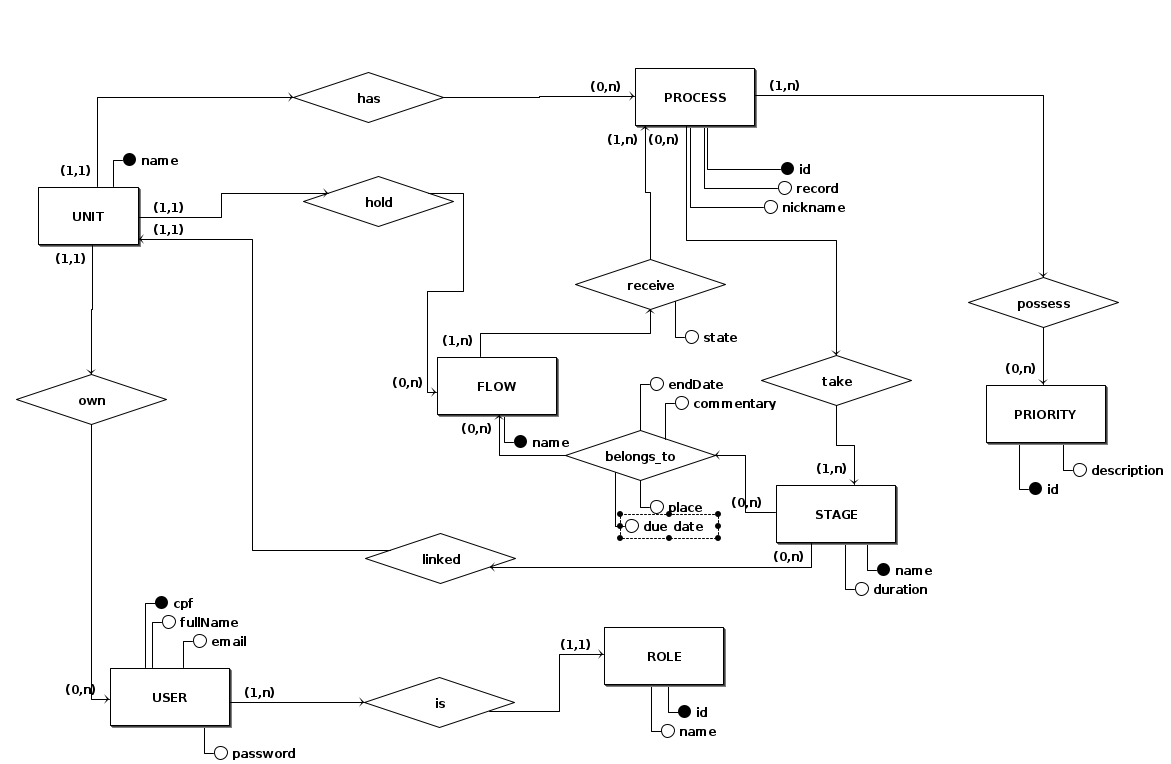 (0,n)
PROCESS
(1,n)
has
(1,n)
(0,n)
name
(1,1)
id
record
nickname
UNIT
(1,1)
hold
(1,1)
(1,1)
receive
possess
state
(1,n)
(0,n)
FLOW
take
(0,n)
endDate
commentary
own
PRIORITY
(0,n)
name
belongs_to
(1,n)
description
id
(0,n)
place
STAGE
due date
linked
(0,n)
name
duration
cpf
fullName
email
(1,1)
ROLE
(0,n)
USER
(1,n)
is
id
name
password